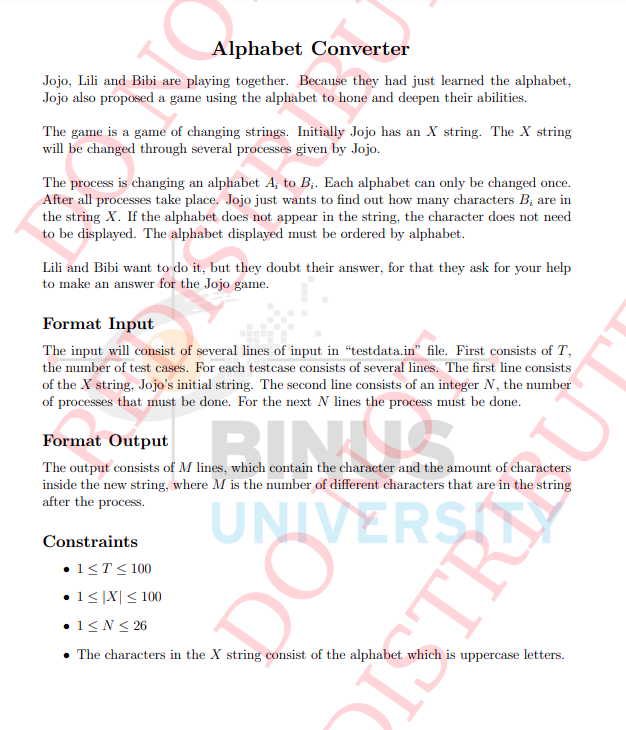 Alphabet Converter
Jojo, Lili and Bibi are playing together. Because they had just learned the alphabet,
Jojo also proposed a game using the alphabet to hone and deepen their abilities.
The game is a game of changing strings. Initially Jojo has an X string. The X string
will be changed through several processes given by Jojo.
The process is changing an alphabet Aᵢ to Bᵢ. Each alphabet can only be changed once.
After all processes take place. Jojo just wants to find out how many characters Bᵢ are in
the string X. If the alphabet does not appear in the string, the character does not need
to be displayed. The alphabet displayed must be ordered by alphabet.
Lili and Bibi want to do it, but they doubt their answer, for that they ask for your help
to make an answer for the Jojo game.
Format Input
The input will consist of several lines of input in “testdata.in” file. First consists of T,
the number of test cases. For each testcase consists of several lines. The first line consists
of the X string, Jojo’s initial string. The second line consists of an integer N, the number
of processes that must be done. For the next N lines the process must be done.
Format Output
The output consists of M lines, which contain the character and the amount of characters
inside the new string, where M is the number of different characters that are in the string
after the process.
Constraints
• 1 ≤ T ≤ 100
• 1 ≤ |X| ≤ 100
• 1 ≤ N ≤ 26
• The characters in the X string consist of the alphabet which is uppercase letters.
BINUS
UNIVERSITY
DO NOT
REDISTRIBUT
DO NOT
DISTRIBUT